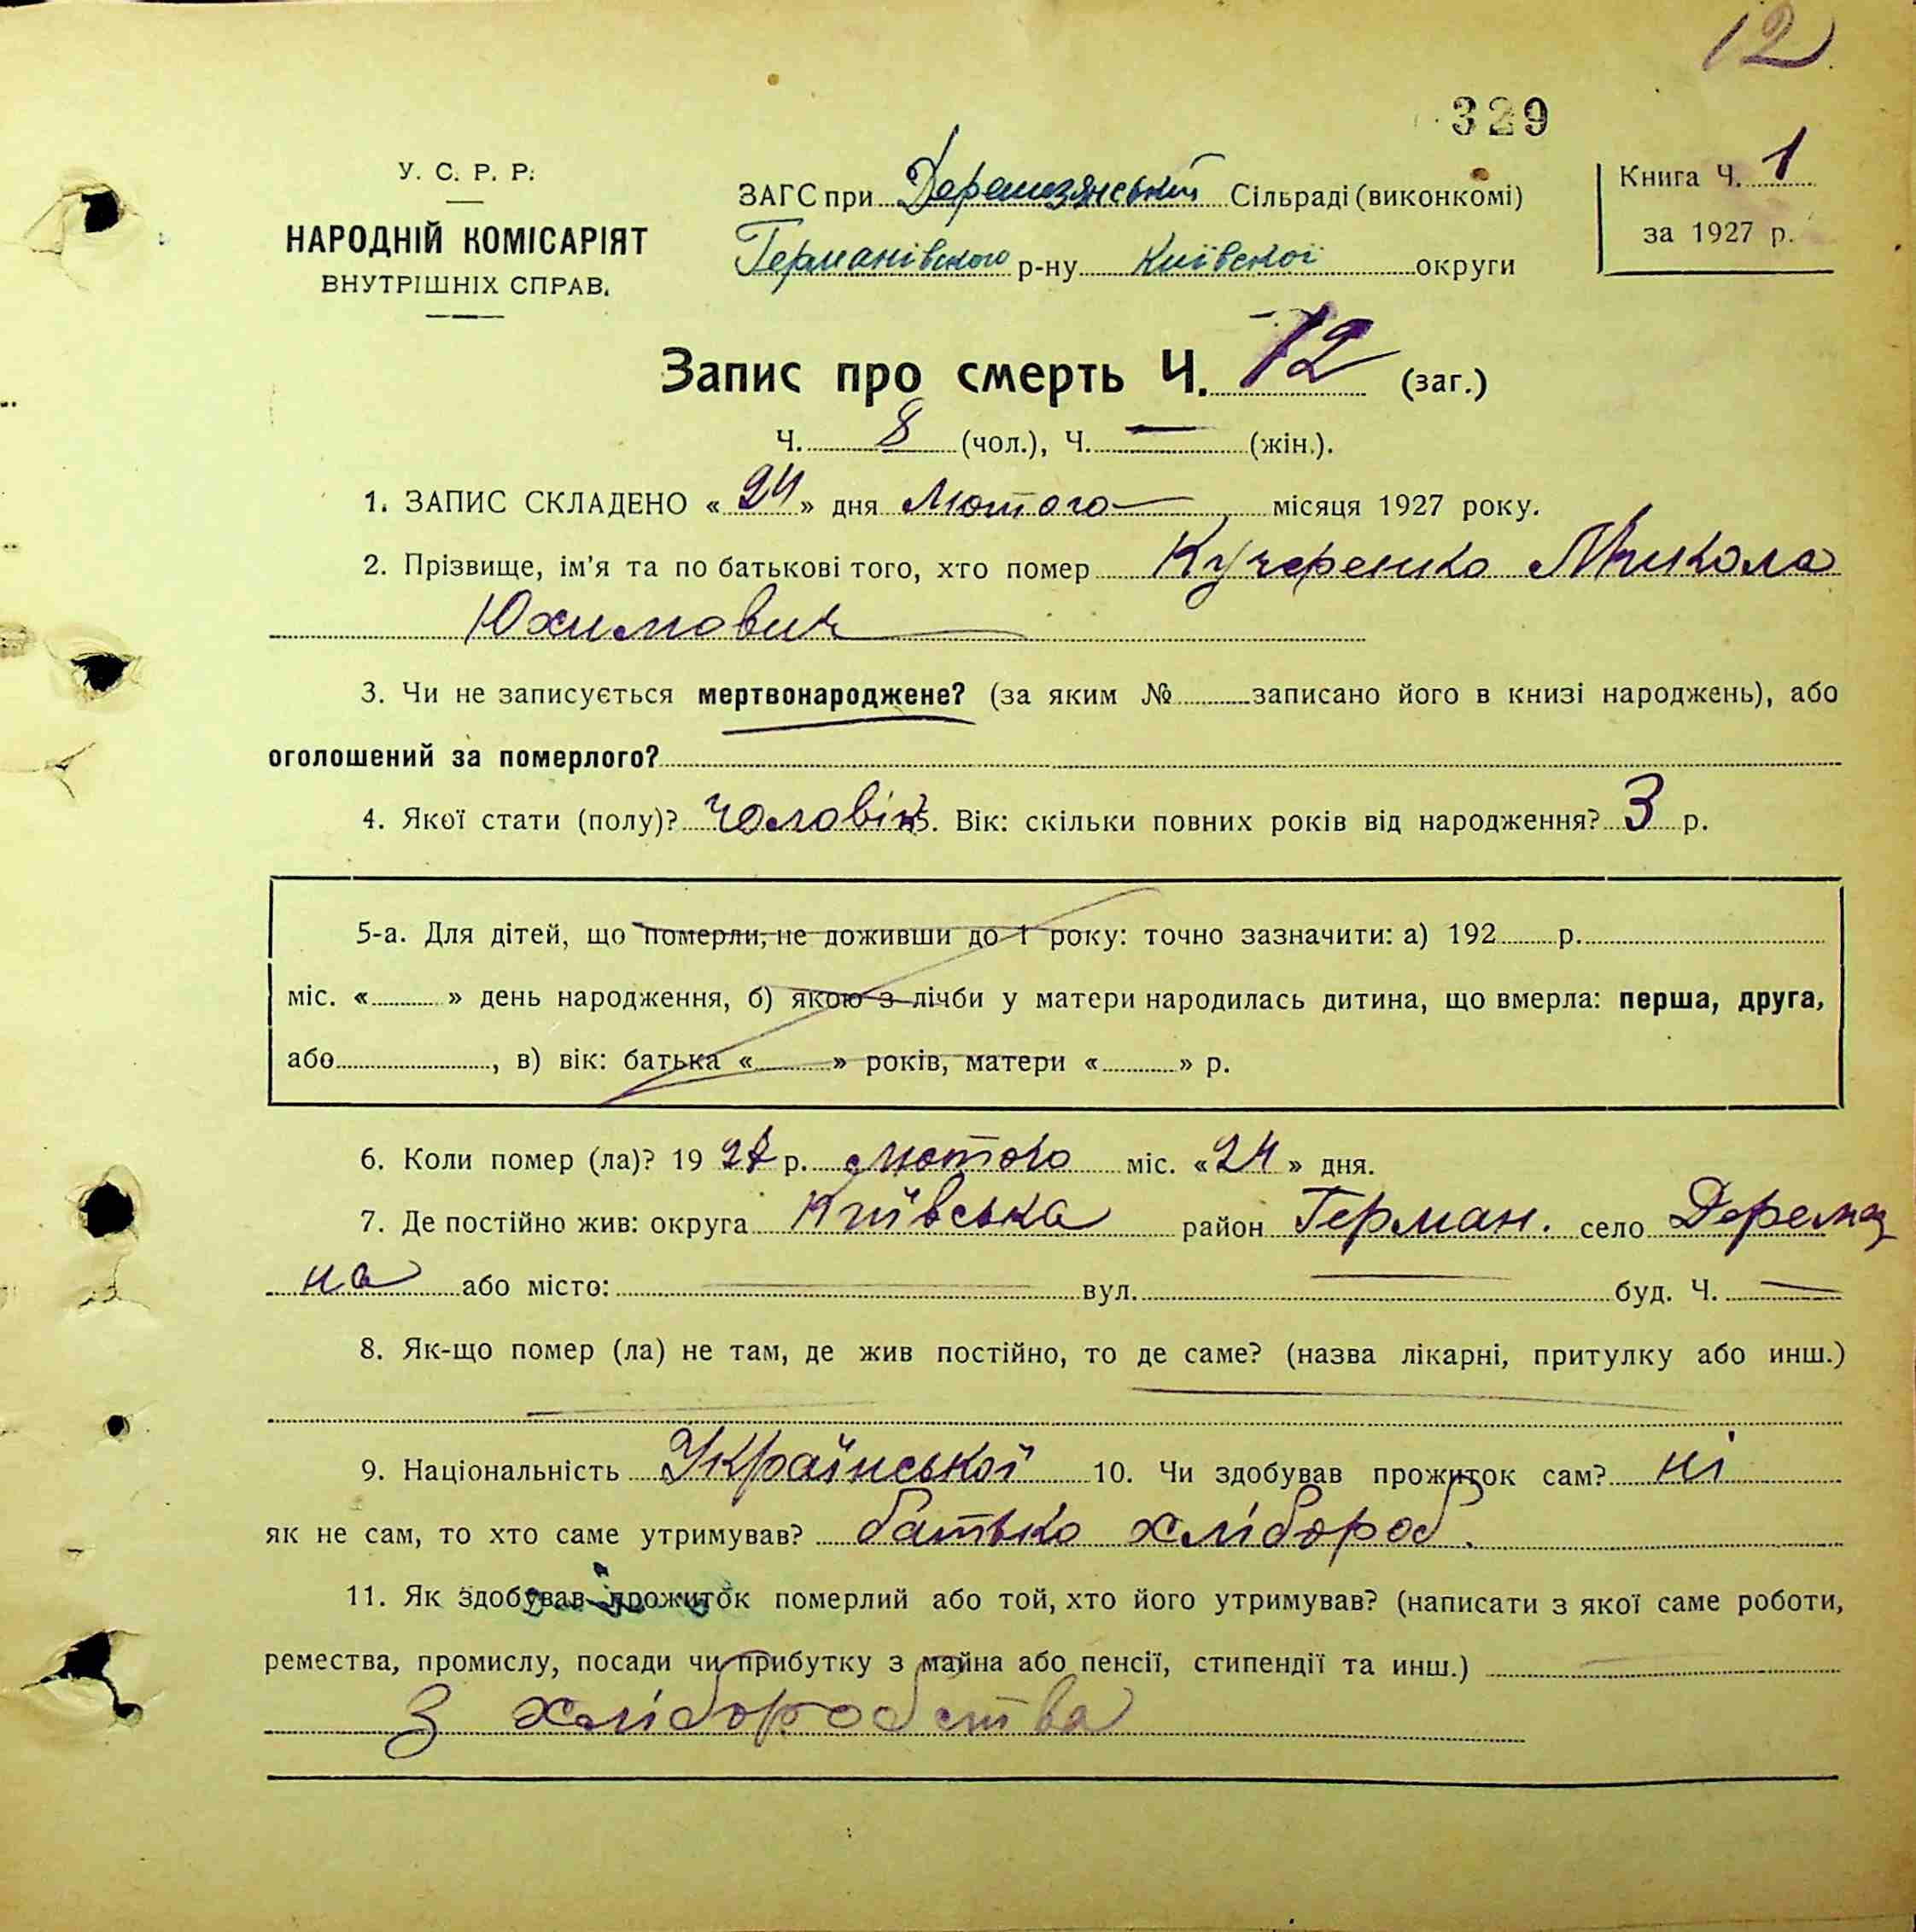 12
329
У. С. Р. Р.
НАРОДНІЙ КОМІСАРІЯТ
ВНУТРІШНІХ СПРАВ.
ЗАГС при Деремезянській Сільраді (виконкомі)
Германівского р-ну Київскої округи
Книга Ч. 1
за 1927 р.
Запис про смерть Ч. 12 (заг.)
Ч. 8 (чол.), Ч. — (жін.).
1. ЗАПИС СКЛАДЕНО « 24 » дня Лютого місяця 1927 року.
2. Прізвище, ім'я та по батькові того, хто помер Кучеренко Микола
Юхимович
3. Чи не записується мертвонароджене? (за яким № записано його в книзі народжень), або
оголошений за померлого?
4. Якої стати (полу)? чоловік. Вік: скільки повних років від народження? 3 р.
5-а. Для дітей, що померли, не доживши до 1 року: точно зазначити: а) 192 р.
міс. « » день народження, б) якою з лічби у матери народилась дитина, що вмерла: перша, друга,
або , в) вік: батька « » років, матери « » р.
6. Коли помер (ла)? 19 27 р. лютого міс. « 24 » дня.
7. Де постійно жив: округа Київська район Герман. село Деремез
на або місто: — вул. — буд. Ч. —
8. Як-що помер (ла) не там, де жив постійно, то де саме? (назва лікарні, притулку або инш.)
9. Національність Української 10. Чи здобував прожиток сам? ні
як не сам, то хто саме утримував? батько хлібороб.
11. Як здобував прожиток померлий або той, хто його утримував? (написати з якої саме роботи,
ремества, промислу, посади чи прибутку з майна або пенсії, стипендії та инш.)
З хліборобства